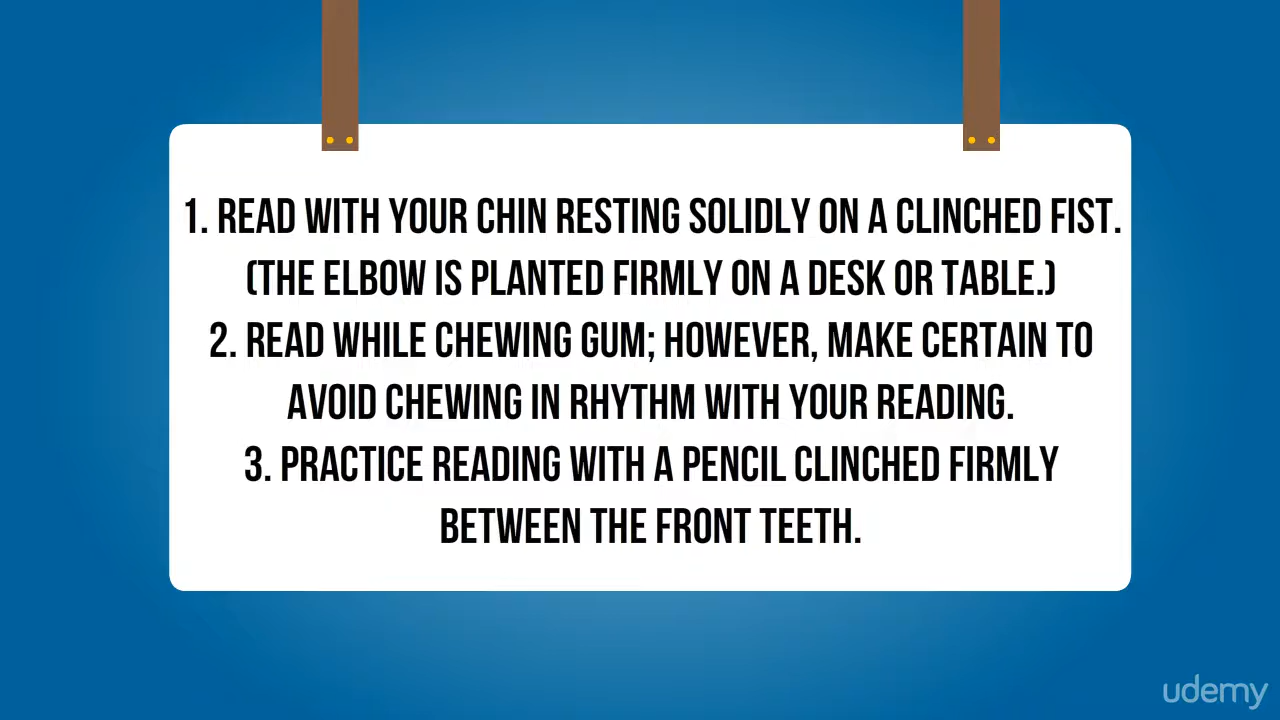 1. READ WITH YOUR CHIN RESTING SOLIDLY ON A CLINCHED FIST.
(THE ELBOW IS PLANTED FIRMLY ON A DESK OR TABLE.)
2. READ WHILE CHEWING GUM; HOWEVER, MAKE CERTAIN TO
AVOID CHEWING IN RHYTHM WITH YOUR READING.
3. PRACTICE READING WITH A PENCIL CLINCHED FIRMLY
BETWEEN THE FRONT TEETH.
udemy